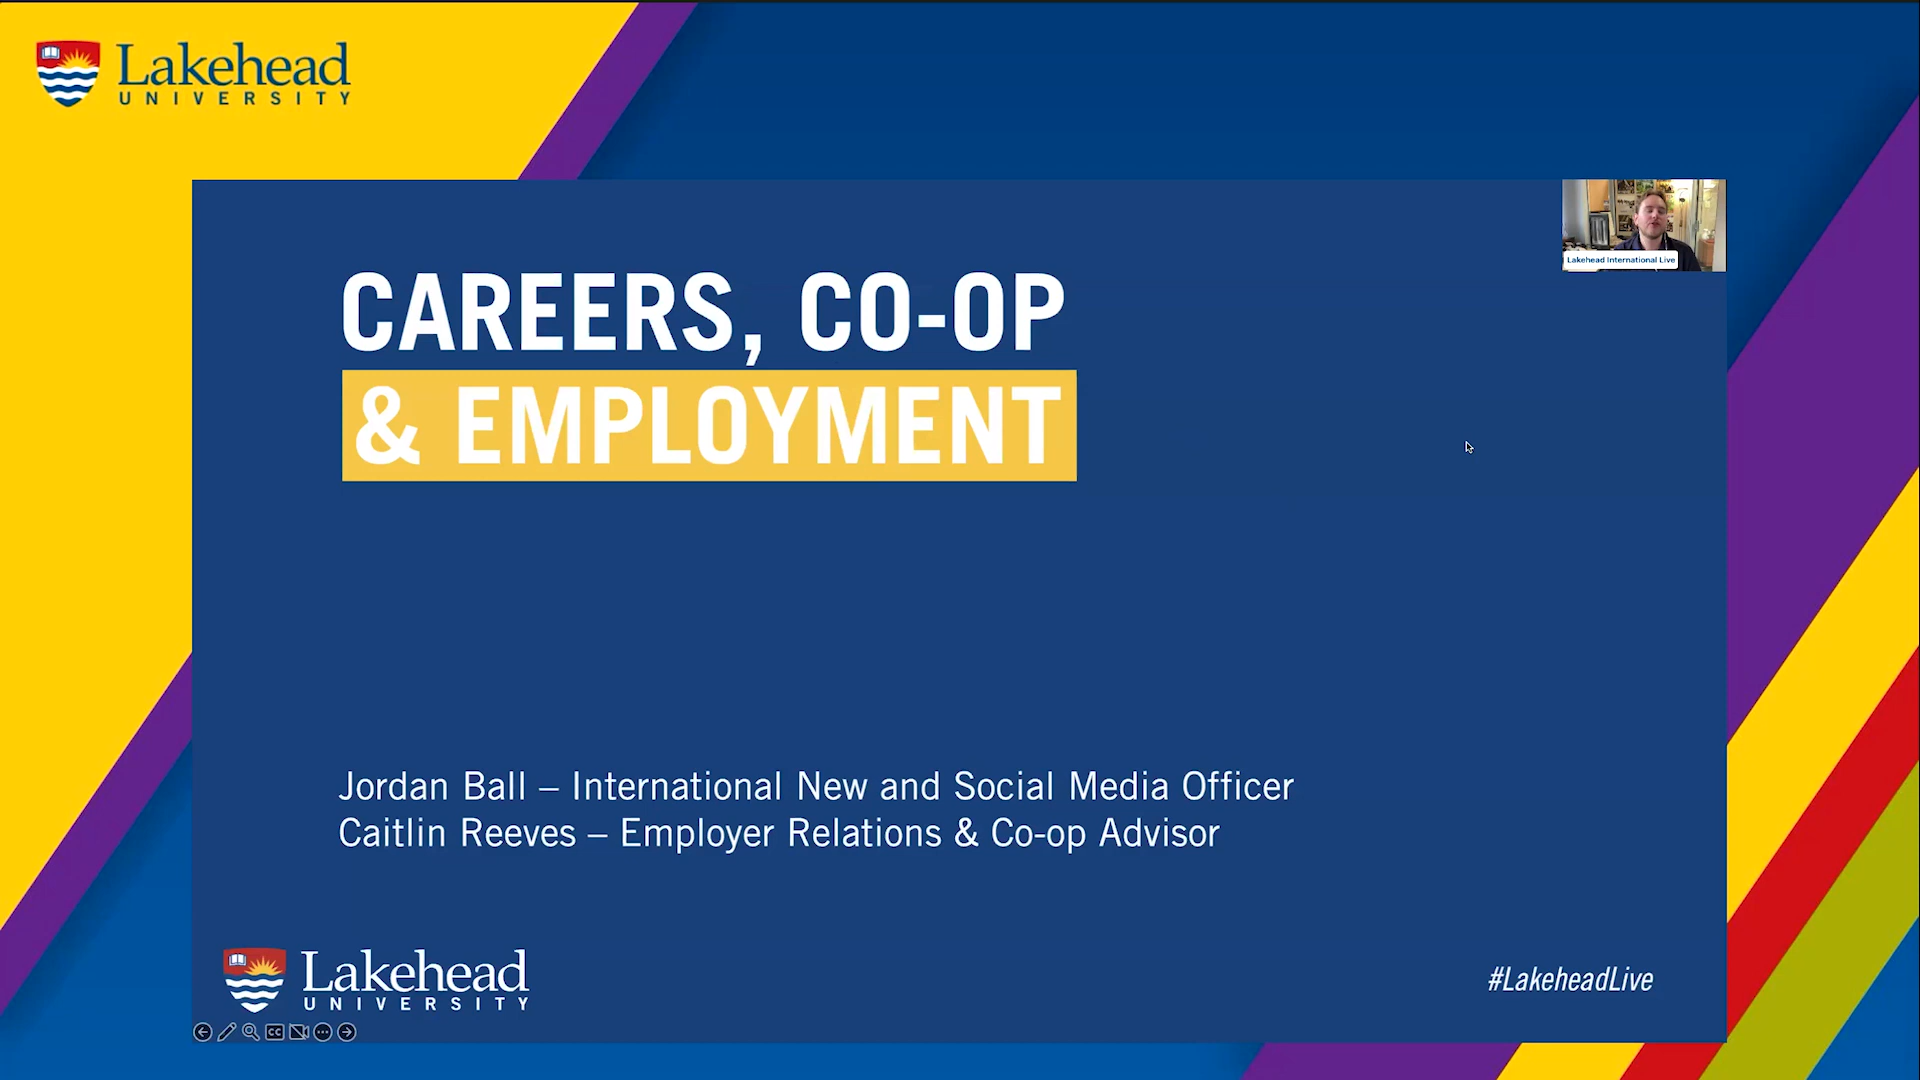 Lakehead
UNIVERSITY
Lakehead International Live
CAREERS, CO-OP
& EMPLOYMENT
Jordan Ball – International New and Social Media Officer
Caitlin Reeves – Employer Relations & Co-op Advisor
Lakehead
UNIVERSITY
#LakeheadLive
CC